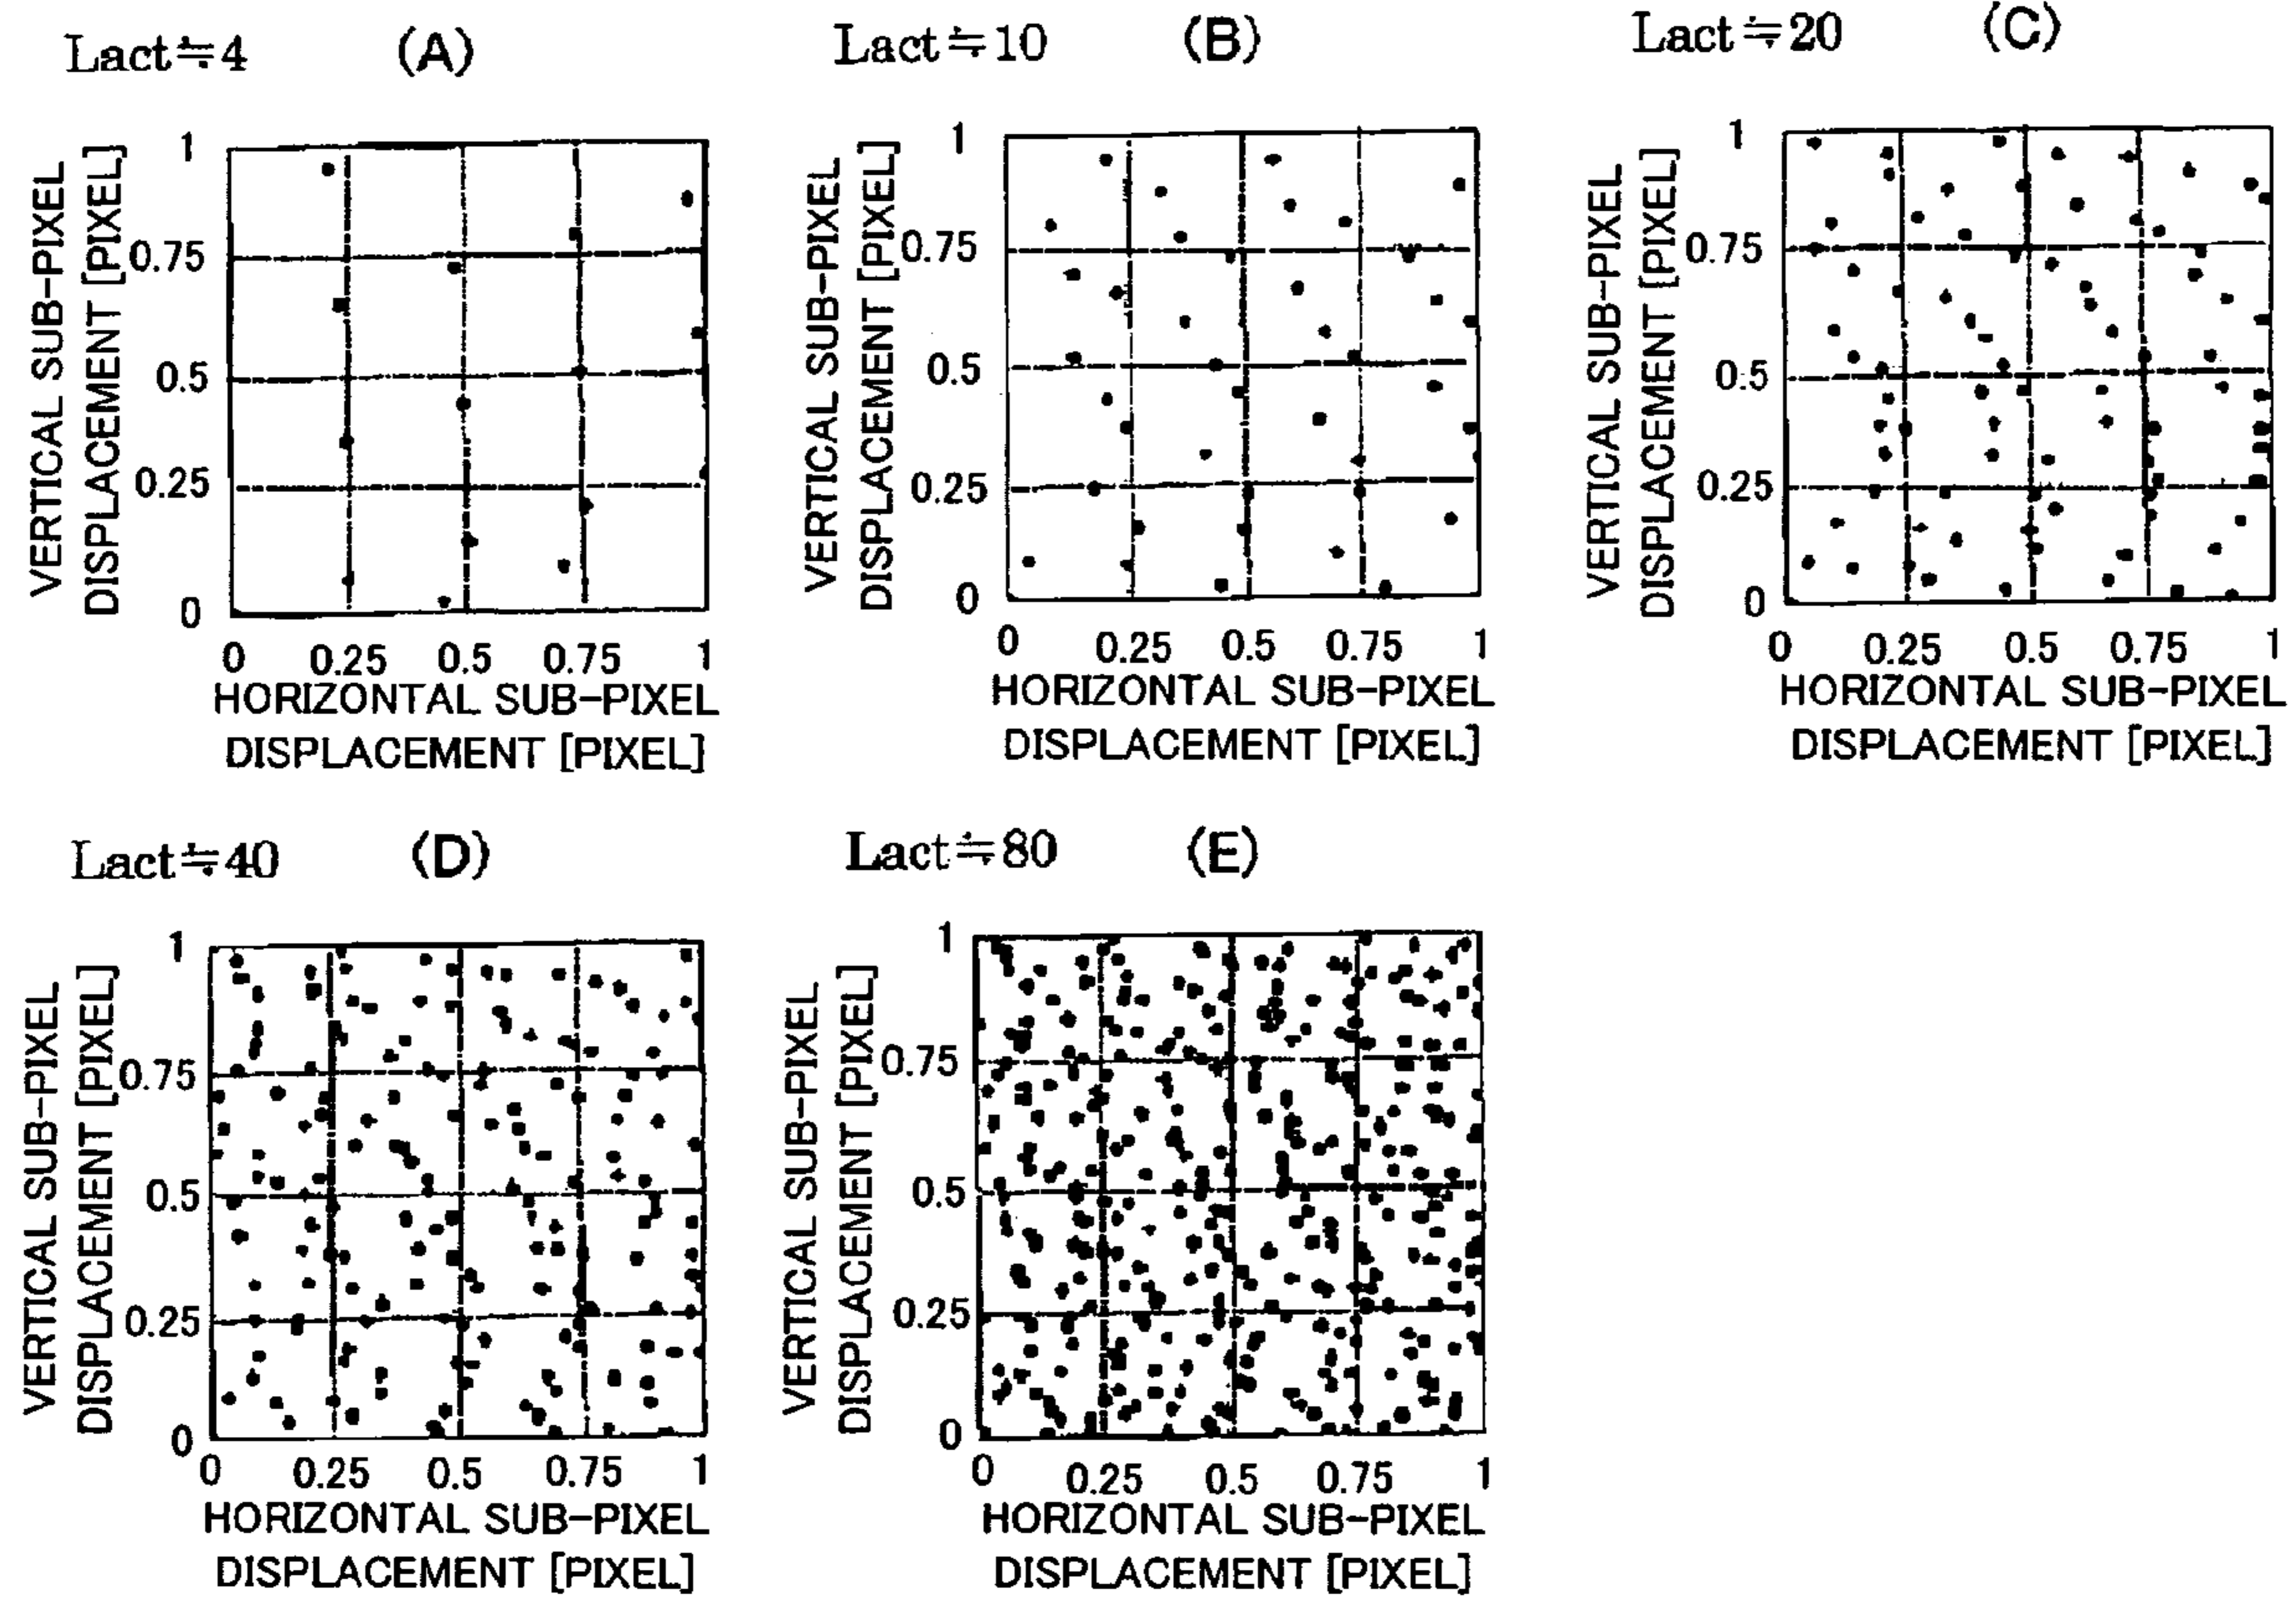 Lact≒4 (A)
1
0.75
0.5
0.25
0
VERTICAL SUB-PIXEL
DISPLACEMENT [PIXEL]
0 0.25 0.5 0.75 1
HORIZONTAL SUB-PIXEL
DISPLACEMENT [PIXEL]
Lact≒10 (B)
1
0.75
0.5
0.25
0
VERTICAL SUB-PIXEL
DISPLACEMENT [PIXEL]
0 0.25 0.5 0.75 1
HORIZONTAL SUB-PIXEL
DISPLACEMENT [PIXEL]
Lact≒20 (C)
1
0.75
0.5
0.25
0
VERTICAL SUB-PIXEL
DISPLACEMENT [PIXEL]
0 0.25 0.5 0.75 1
HORIZONTAL SUB-PIXEL
DISPLACEMENT [PIXEL]
Lact≒40 (D)
1
0.75
0.5
0.25
0
VERTICAL SUB-PIXEL
DISPLACEMENT [PIXEL]
0 0.25 0.5 0.75 1
HORIZONTAL SUB-PIXEL
DISPLACEMENT [PIXEL]
Lact≒80 (E)
1
0.75
0.5
0.25
0
VERTICAL SUB-PIXEL
DISPLACEMENT [PIXEL]
0 0.25 0.5 0.75 1
HORIZONTAL SUB-PIXEL
DISPLACEMENT [PIXEL]